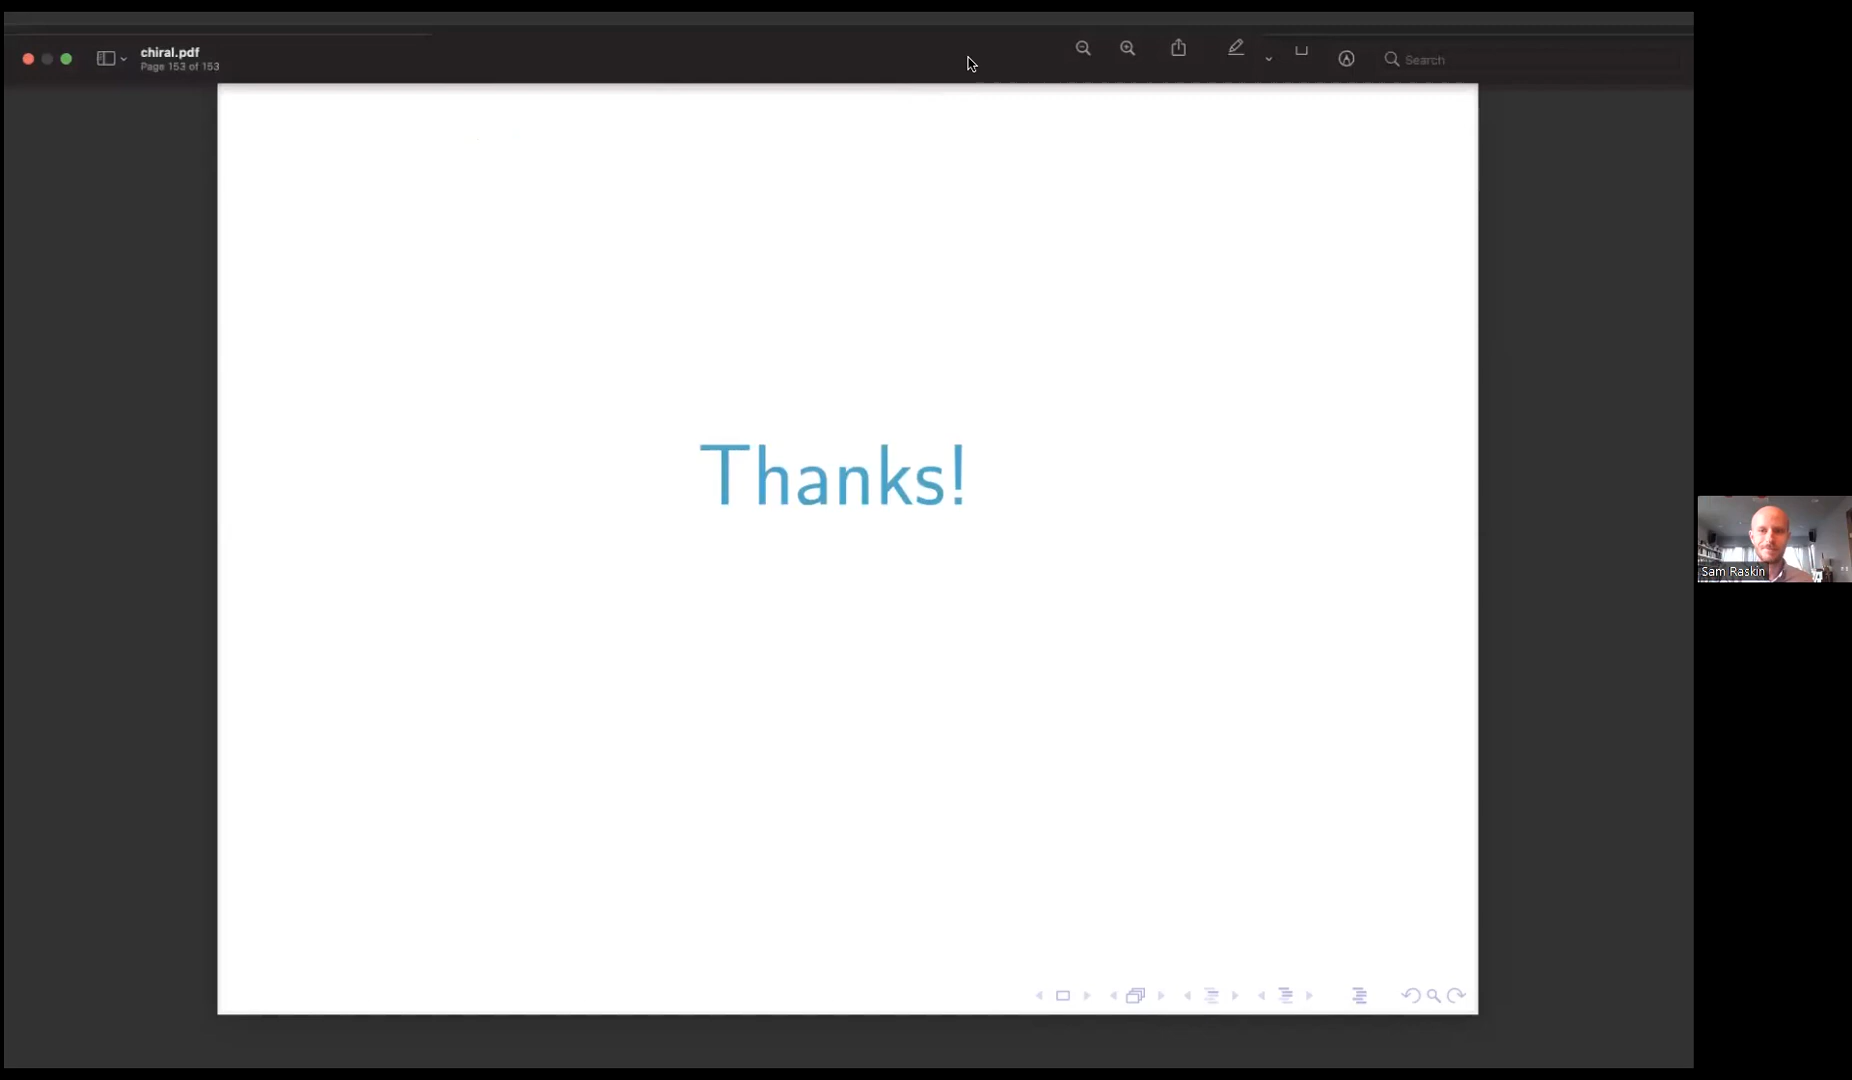 chiral.pdf
Page 153 of 153
Search
Thanks!
Sam Raskin